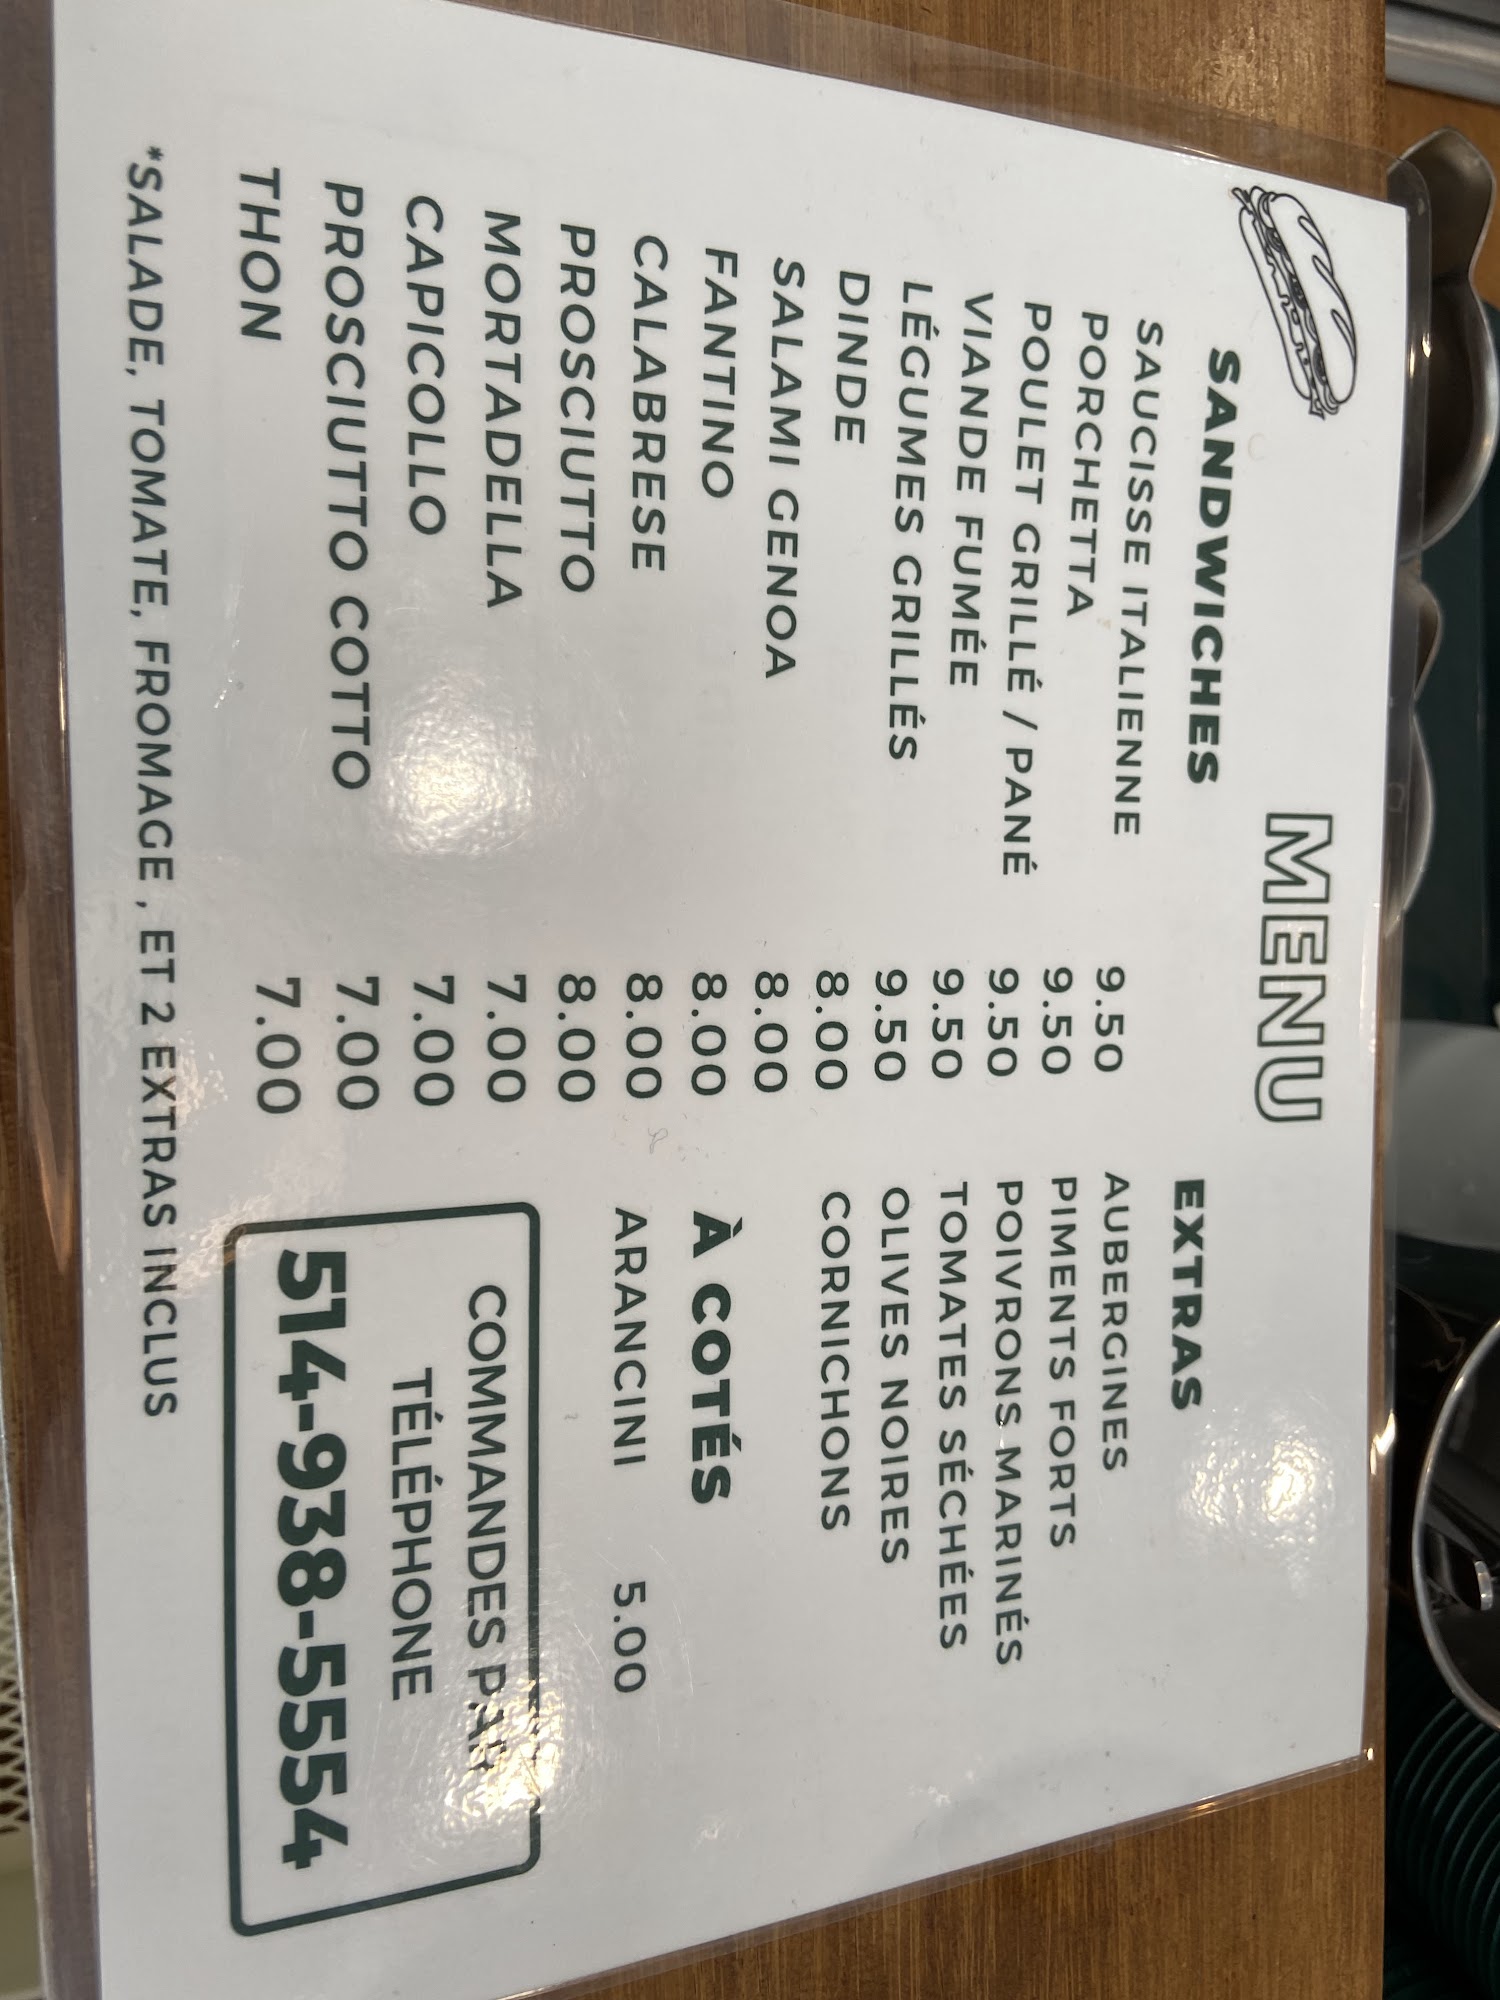 MENU
SANDWICHES
SAUCISSE ITALIENNE 9.50
PORCHETTA 9.50
POULET GRILLÉ / PANÉ 9.50
VIANDE FUMÉE 9.50
LÉGUMES GRILLÉS 9.50
DINDE 8.00
SALAMI GENOA 8.00
FANTINO 8.00
CALABRESE 8.00
PROSCIUTTO 8.00
MORTADELLA 7.00
CAPICOLLO 7.00
PROSCIUTTO COTTO 7.00
THON 7.00
EXTRAS
AUBERGINES
PIMENTS FORTS
POIVRONS MARINÉS
TOMATES SÉCHÉES
OLIVES NOIRES
CORNICHONS
À COTÉS
ARANCINI 5.00
COMMANDES PAR
TÉLÉPHONE
514-938-5554
*SALADE, TOMATE, FROMAGE , ET 2 EXTRAS INCLUS